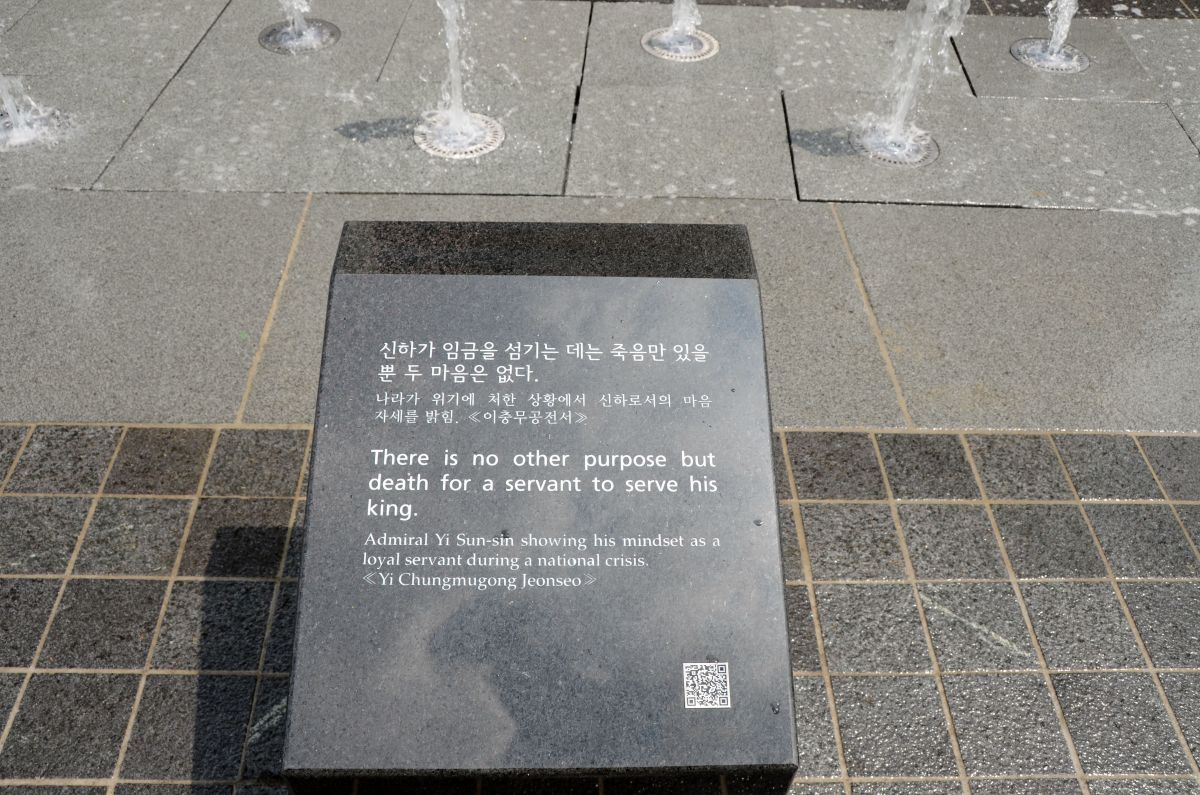 신하가 임금을 섬기는 데는 죽음만 있을
뿐 두 마음은 없다.
나라가 위기에 처한 상황에서 신하로서의 마음
자세를 밝힘. ≪이충무공전서≫
There is no other purpose but
death for a servant to serve his
king.
Admiral Yi Sun-sin showing his mindset as a
loyal servant during a national crisis.
≪Yi Chungmugong Jeonseo≫